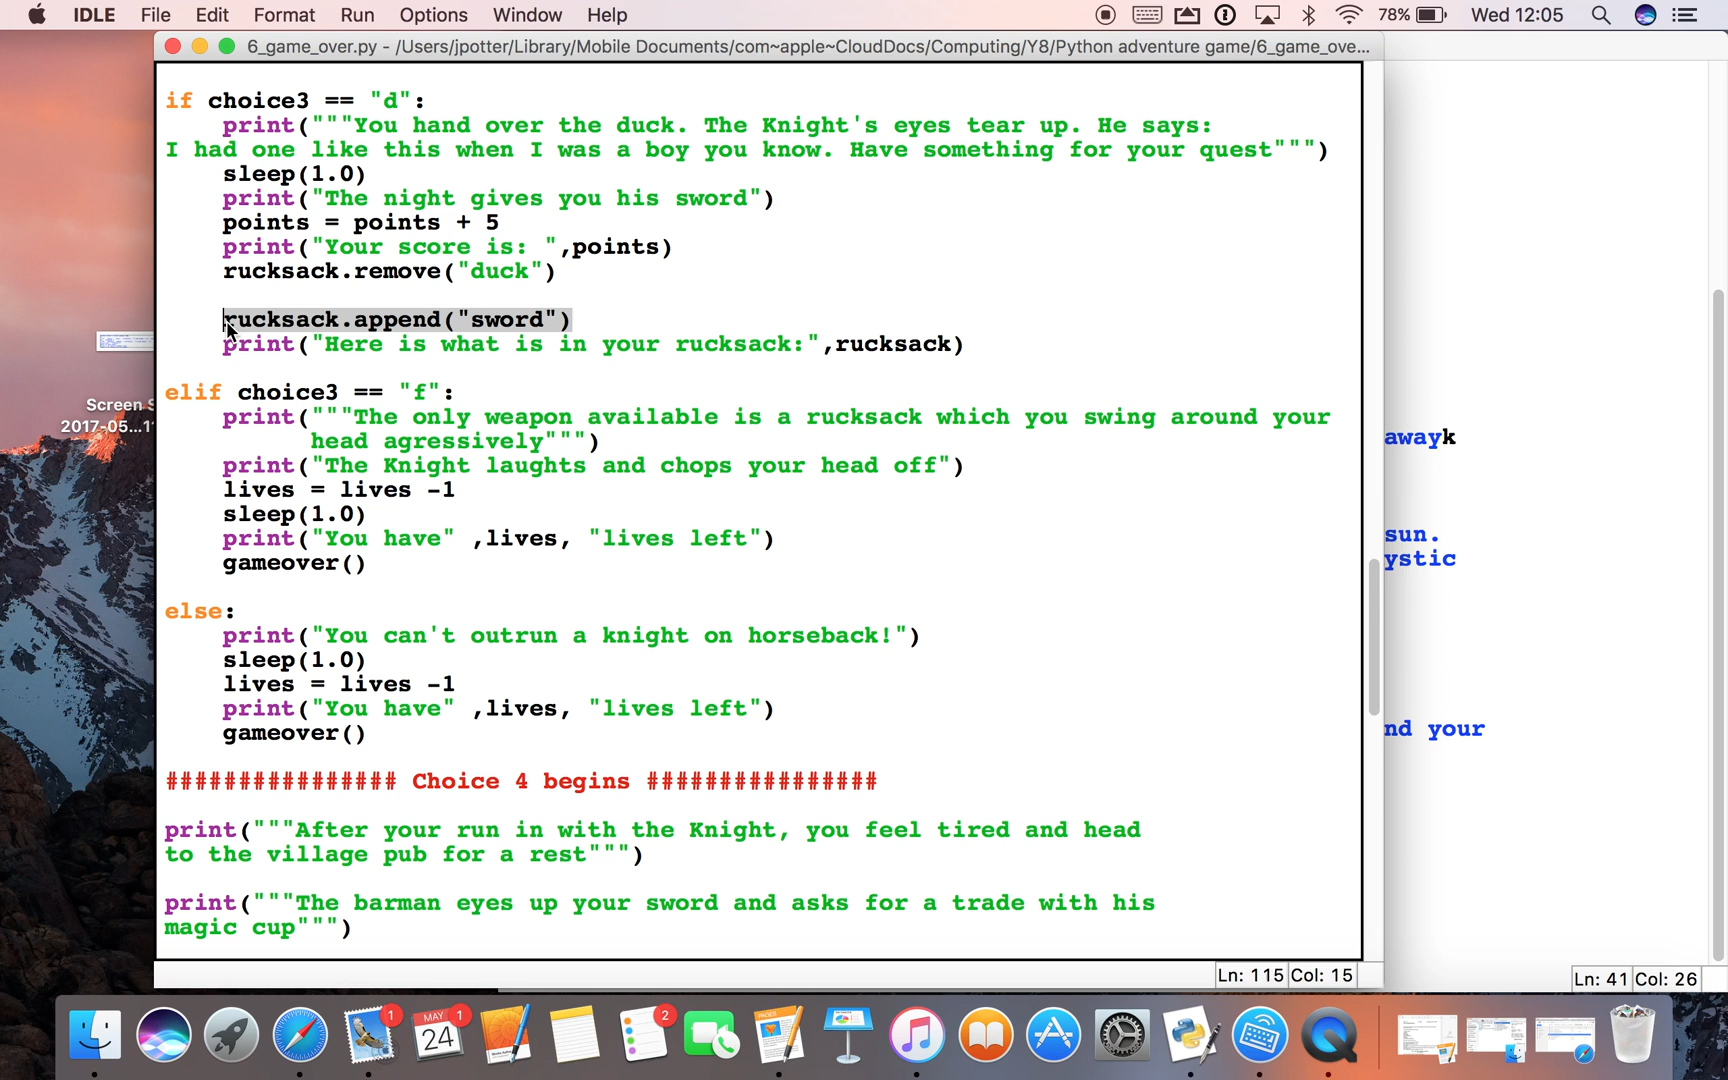 IDLE File Edit Format Run Options Window Help 78% Wed 12:05
6_game_over.py - /Users/jpotter/Library/Mobile Documents/com~apple~CloudDocs/Computing/Y8/Python adventure game/6_game_ove...
if choice3 == "d":
print("""You hand over the duck. The Knight's eyes tear up. He says:
I had one like this when I was a boy you know. Have something for your quest""")
sleep(1.0)
print("The night gives you his sword")
points = points + 5
print("Your score is: ",points)
rucksack.remove("duck")
rucksack.append("sword")
print("Here is what is in your rucksack:",rucksack)
elif choice3 == "f":
print("""The only weapon available is a rucksack which you swing around your
head agressively""")
print("The Knight laughts and chops your head off")
lives = lives -1
sleep(1.0)
print("You have" ,lives, "lives left")
gameover()
else:
print("You can't outrun a knight on horseback!")
sleep(1.0)
lives = lives -1
print("You have" ,lives, "lives left")
gameover()
################ Choice 4 begins ################
print("""After your run in with the Knight, you feel tired and head
to the village pub for a rest""")
print("""The barman eyes up your sword and asks for a trade with his
magic cup""")
Ln: 115 Col: 15
Screen S
2017-05...1
awayk
sun.
ystic
nd your
Ln: 41 Col: 26
1
MAY
24
1
2
PAGES